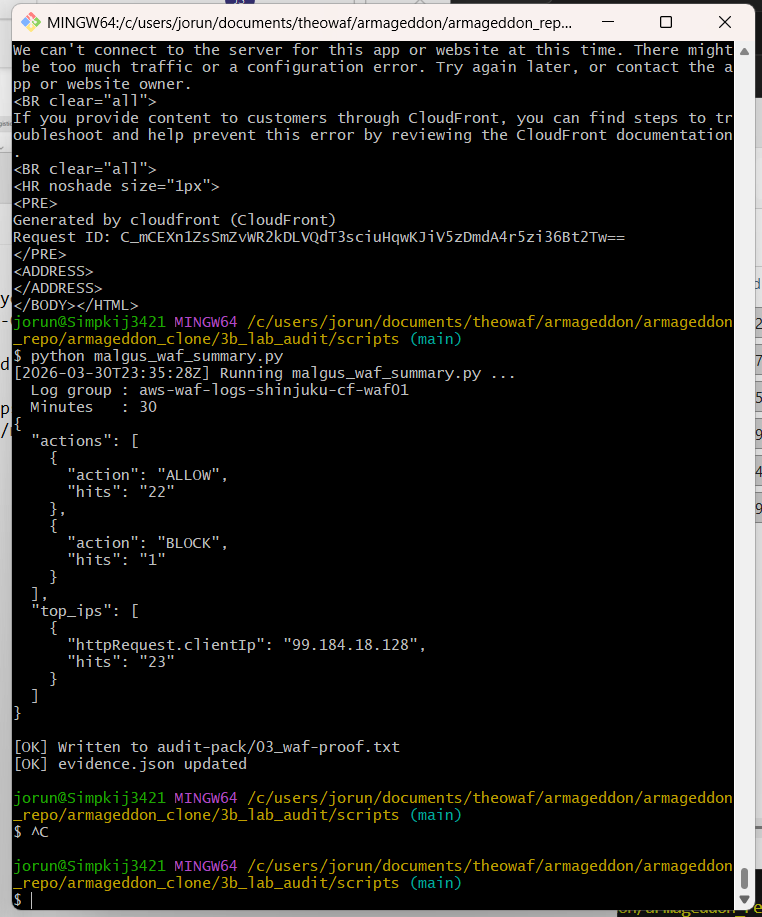 MINGW64:/c/users/jorun/documents/theowaf/armageddon/armageddon_rep...
We can't connect to the server for this app or website at this time. There might
 be too much traffic or a configuration error. Try again later, or contact the a
pp or website owner.
<BR clear="all">
If you provide content to customers through CloudFront, you can find steps to tr
oubleshoot and help prevent this error by reviewing the CloudFront documentation
.
<BR clear="all">
<HR noshade size="1px">
<PRE>
Generated by cloudfront (CloudFront)
Request ID: C_mCEXn1ZsSmZvWR2kDLVQdT3sciuHqwKJiV5zDmdA4r5zi36Bt2Tw==
</PRE>
<ADDRESS>
</ADDRESS>
</BODY></HTML>
jorun@Simpkij3421 MINGW64 /c/users/jorun/documents/theowaf/armageddon/armageddon
_repo/armageddon_clone/3b_lab_audit/scripts (main)
$ python malgus_waf_summary.py
[2026-03-30T23:35:28Z] Running malgus_waf_summary.py ...
  Log group : aws-waf-logs-shinjuku-cf-waf01
  Minutes   : 30
{
  "actions": [
    {
      "action": "ALLOW",
      "hits": "22"
    },
    {
      "action": "BLOCK",
      "hits": "1"
    }
  ],
  "top_ips": [
    {
      "httpRequest.clientIp": "99.184.18.128",
      "hits": "23"
    }
  ]
}
[OK] Written to audit-pack/03_waf-proof.txt
[OK] evidence.json updated
jorun@Simpkij3421 MINGW64 /c/users/jorun/documents/theowaf/armageddon/armageddon
_repo/armageddon_clone/3b_lab_audit/scripts (main)
$ ^C
jorun@Simpkij3421 MINGW64 /c/users/jorun/documents/theowaf/armageddon/armageddon
_repo/armageddon_clone/3b_lab_audit/scripts (main)
$